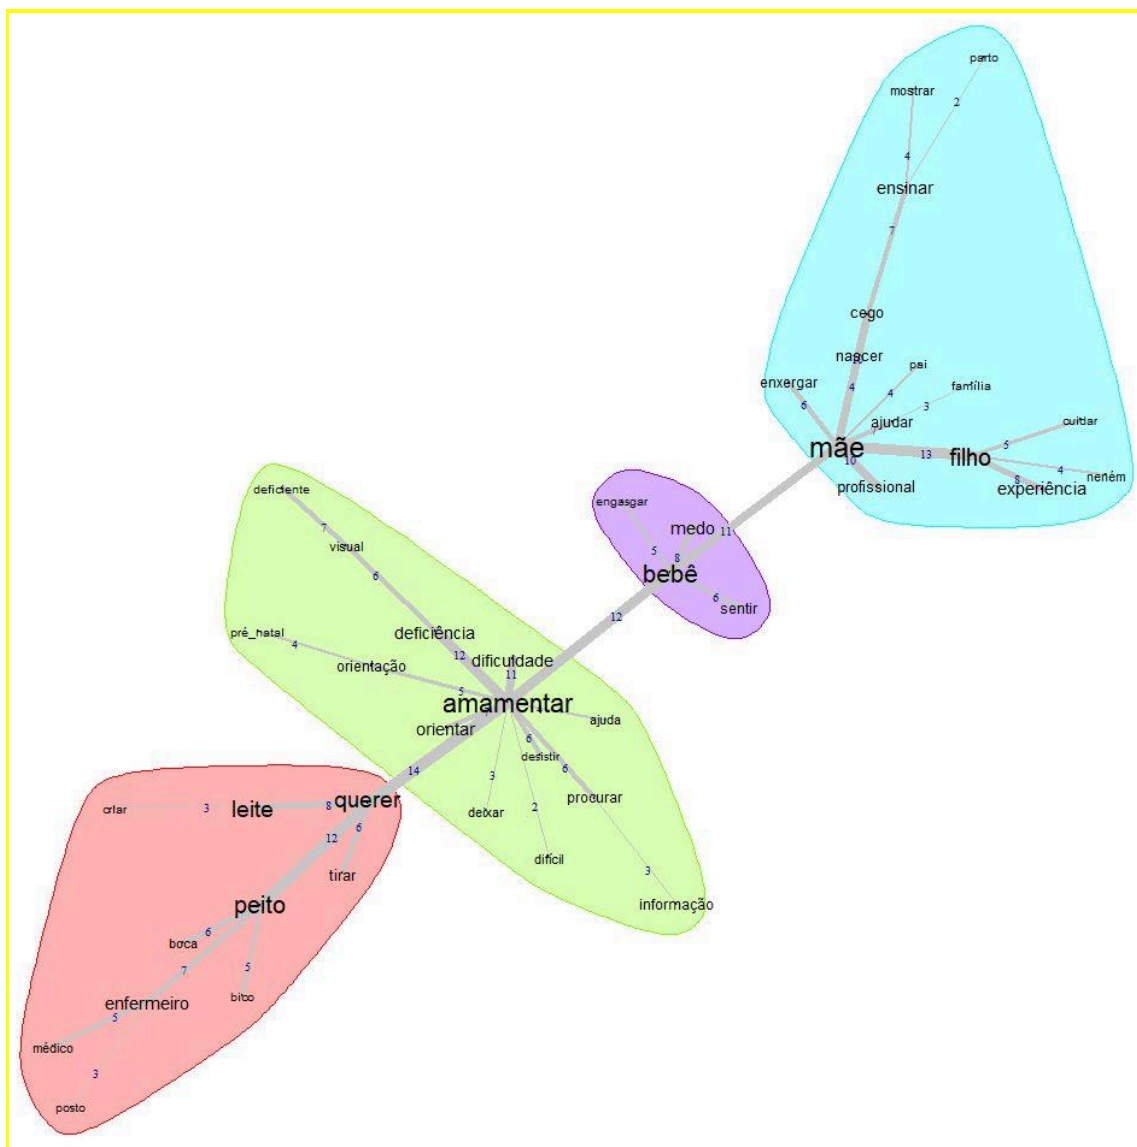 parto
mostrar
2
4
ensinar
7
cego
nascer
pai
enxergar
4
família
4
6
3
ajudar
cuidar
mãe
5
13
filho
10
4
neném
8
profissional
experiência
deficiente
engasgar
7
medo
11
visual
5
8
bebê
6
6
sentir
12
pré_natal
deficiência
4
12
dificuldade
orientação
11
5
amamentar
ajuda
orientar
6
desistir
14
3
6
querer
procurar
criar
3
leite
8
deixar
2
12
6
difícil
tirar
3
peito
informação
6
boca
7
5
bico
enfermeiro
5
médico
3
posto